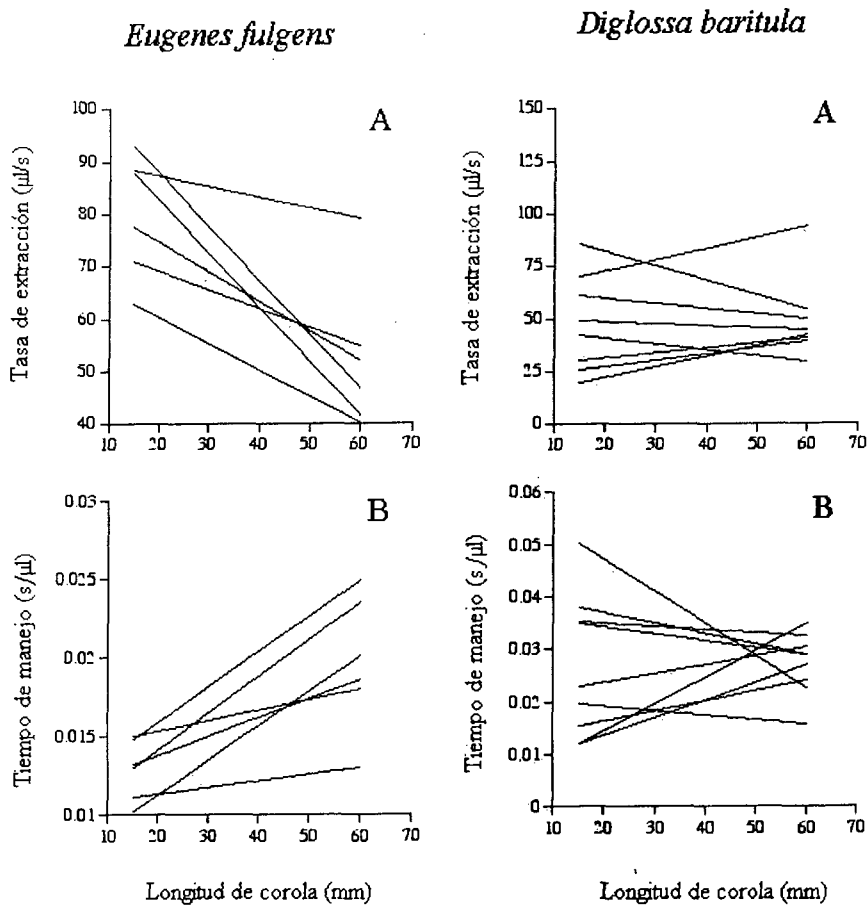 Eugenes fulgens
Diglossa baritula
A
Tasa de extracción (µl/s)
100
90
80
70
60
50
40
10 20 30 40 50 60 70
A
Tasa de extracción (µl/s)
150
125
100
75
50
25
0
10 20 30 40 50 60 70
B
Tiempo de manejo (s/µl)
0.03
0.025
0.02
0.015
0.01
10 20 30 40 50 60 70
Longitud de corola (mm)
B
Tiempo de manejo (s/µl)
0.06
0.05
0.04
0.03
0.02
0.01
0
10 20 30 40 50 60 70
Longitud de corola (mm)